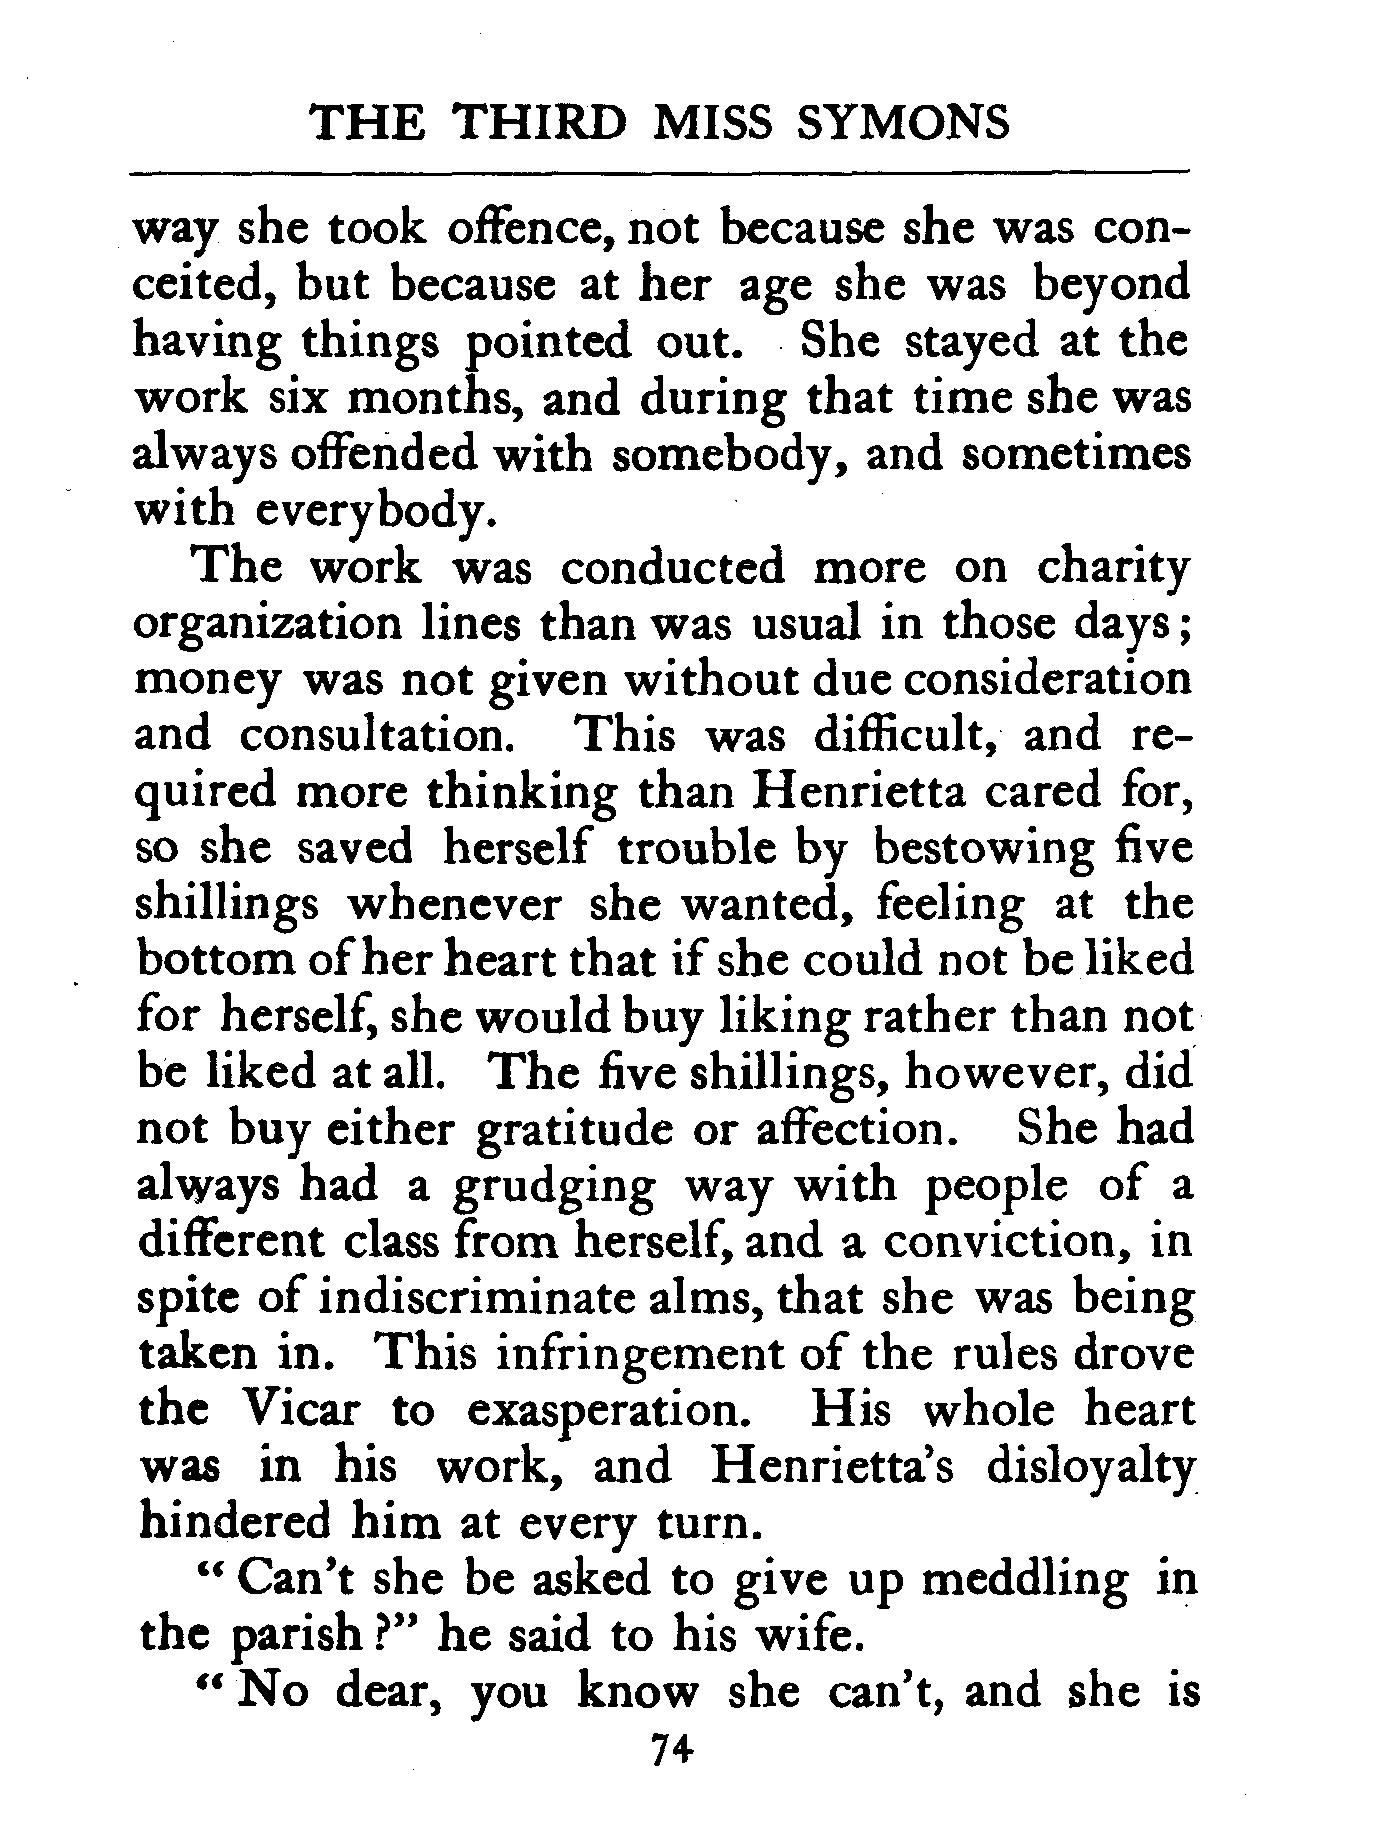 THE THIRD MISS SYMONS
way she took offence, not because she was con-
ceited, but because at her age she was beyond
having things pointed out. She stayed at the
work six months, and during that time she was
always offended with somebody, and sometimes
with everybody.
The work was conducted more on charity
organization lines than was usual in those days;
money was not given without due consideration
and consultation. This was difficult, and re-
quired more thinking than Henrietta cared for,
so she saved herself trouble by bestowing five
shillings whenever she wanted, feeling at the
bottom of her heart that if she could not be liked
for herself, she would buy liking rather than not
be liked at all. The five shillings, however, did
not buy either gratitude or affection. She had
always had a grudging way with people of a
different class from herself, and a conviction, in
spite of indiscriminate alms, that she was being
taken in. This infringement of the rules drove
the Vicar to exasperation. His whole heart
was in his work, and Henrietta's disloyalty
hindered him at every turn.
“Can't she be asked to give up meddling in
the parish?” he said to his wife.
“No dear, you know she can't, and she is
74